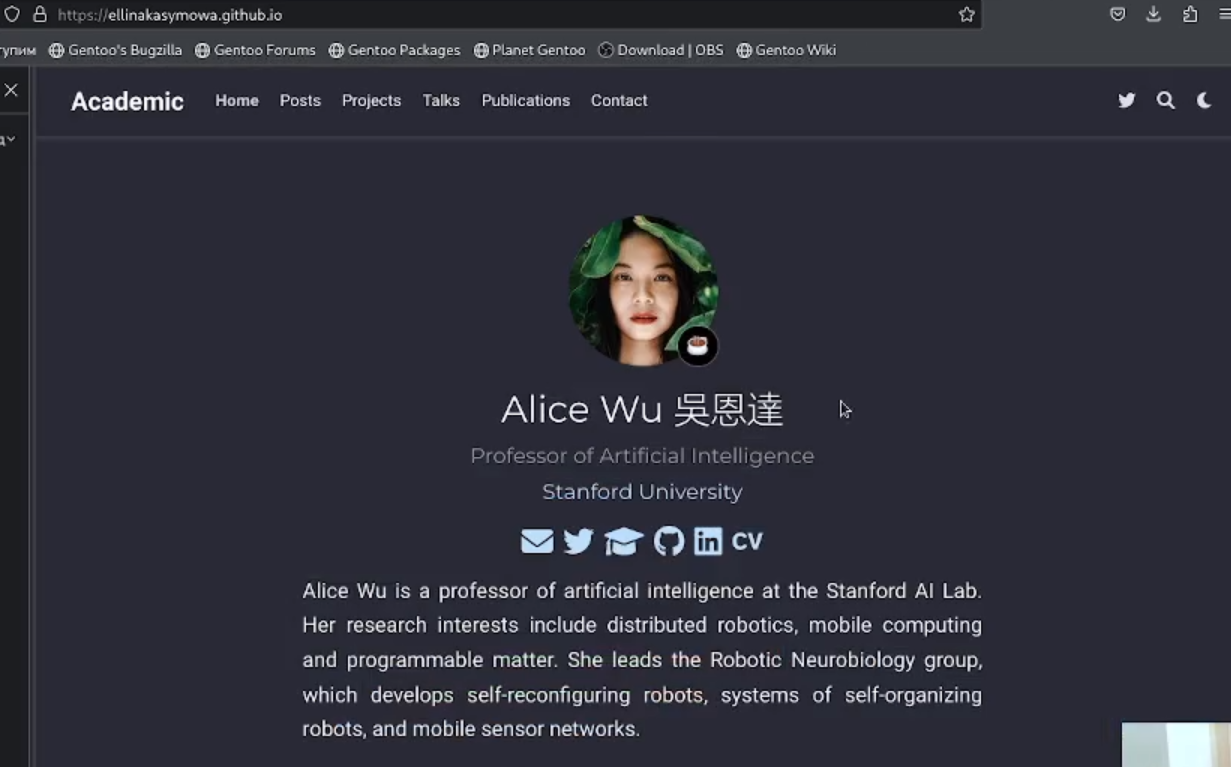 https://ellinakasymowa.github.io
тупим Gentoo's Bugzilla Gentoo Forums Gentoo Packages Planet Gentoo Download | OBS Gentoo Wiki
Academic Home Posts Projects Talks Publications Contact
Alice Wu 吳恩達
Professor of Artificial Intelligence
Stanford University
CV
Alice Wu is a professor of artificial intelligence at the Stanford AI Lab.
Her research interests include distributed robotics, mobile computing
and programmable matter. She leads the Robotic Neurobiology group,
which develops self-reconfiguring robots, systems of self-organizing
robots, and mobile sensor networks.